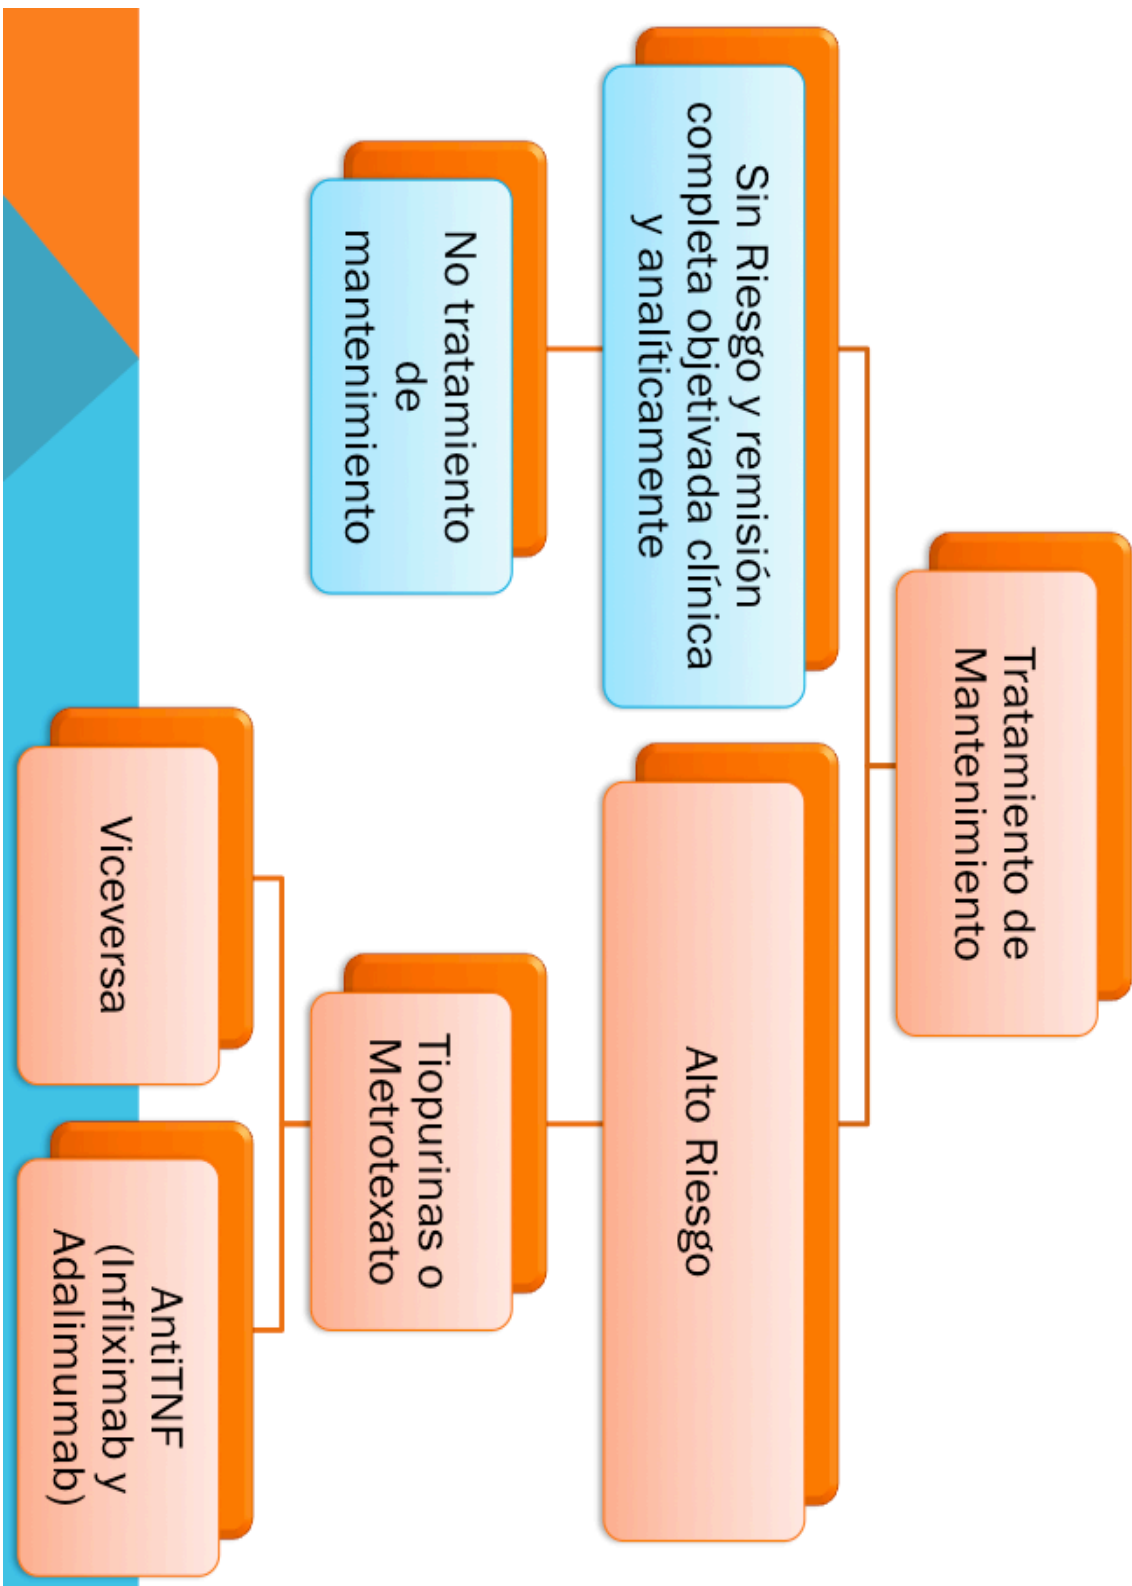 Tratamiento de
Mantenimiento
Sin Riesgo y remisión
completa objetivada clínica
y analíticamente
Alto Riesgo
No tratamiento
de
mantenimiento
Tiopurinas o
Metrotexato
Viceversa
AntiTNF
(Infliximab y
Adalimumab)